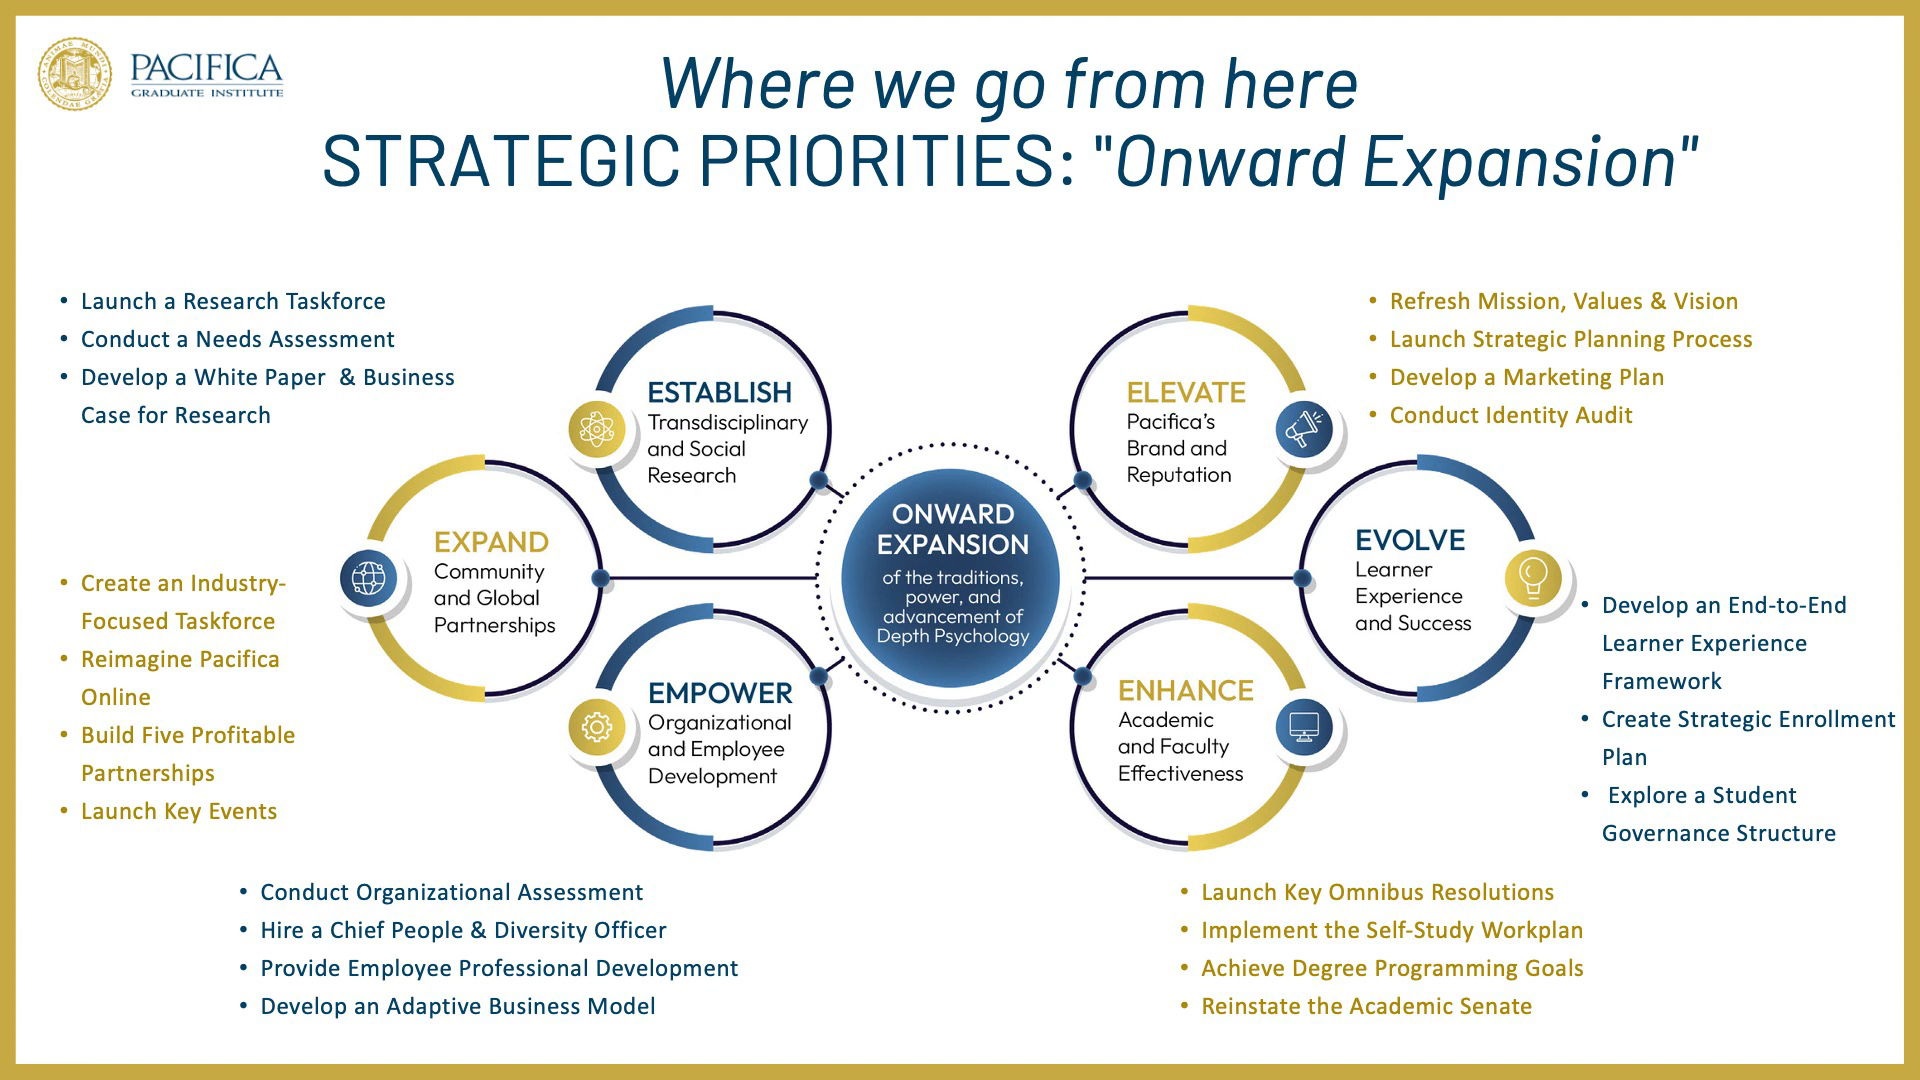 PACIFICA
GRADUATE INSTITUTE
Where we go from here
STRATEGIC PRIORITIES: "Onward Expansion"
• Launch a Research Taskforce
• Conduct a Needs Assessment
• Develop a White Paper & Business
Case for Research
ESTABLISH
Transdisciplinary
and Social
Research
ELEVATE
Pacifica's
Brand and
Reputation
• Refresh Mission, Values & Vision
• Launch Strategic Planning Process
• Develop a Marketing Plan
• Conduct Identity Audit
• Create an Industry-
Focused Taskforce
• Reimagine Pacifica
Online
• Build Five Profitable
Partnerships
• Launch Key Events
EXPAND
Community
and Global
Partnerships
ONWARD
EXPANSION
of the traditions,
power, and
advancement of
Depth Psychology
EVOLVE
Learner
Experience
and Success
• Develop an End-to-End
Learner Experience
Framework
• Create Strategic Enrollment
Plan
• Explore a Student
Governance Structure
EMPOWER
Organizational
and Employee
Development
ENHANCE
Academic
and Faculty
Effectiveness
• Conduct Organizational Assessment
• Hire a Chief People & Diversity Officer
• Provide Employee Professional Development
• Develop an Adaptive Business Model
• Launch Key Omnibus Resolutions
• Implement the Self-Study Workplan
• Achieve Degree Programming Goals
• Reinstate the Academic Senate